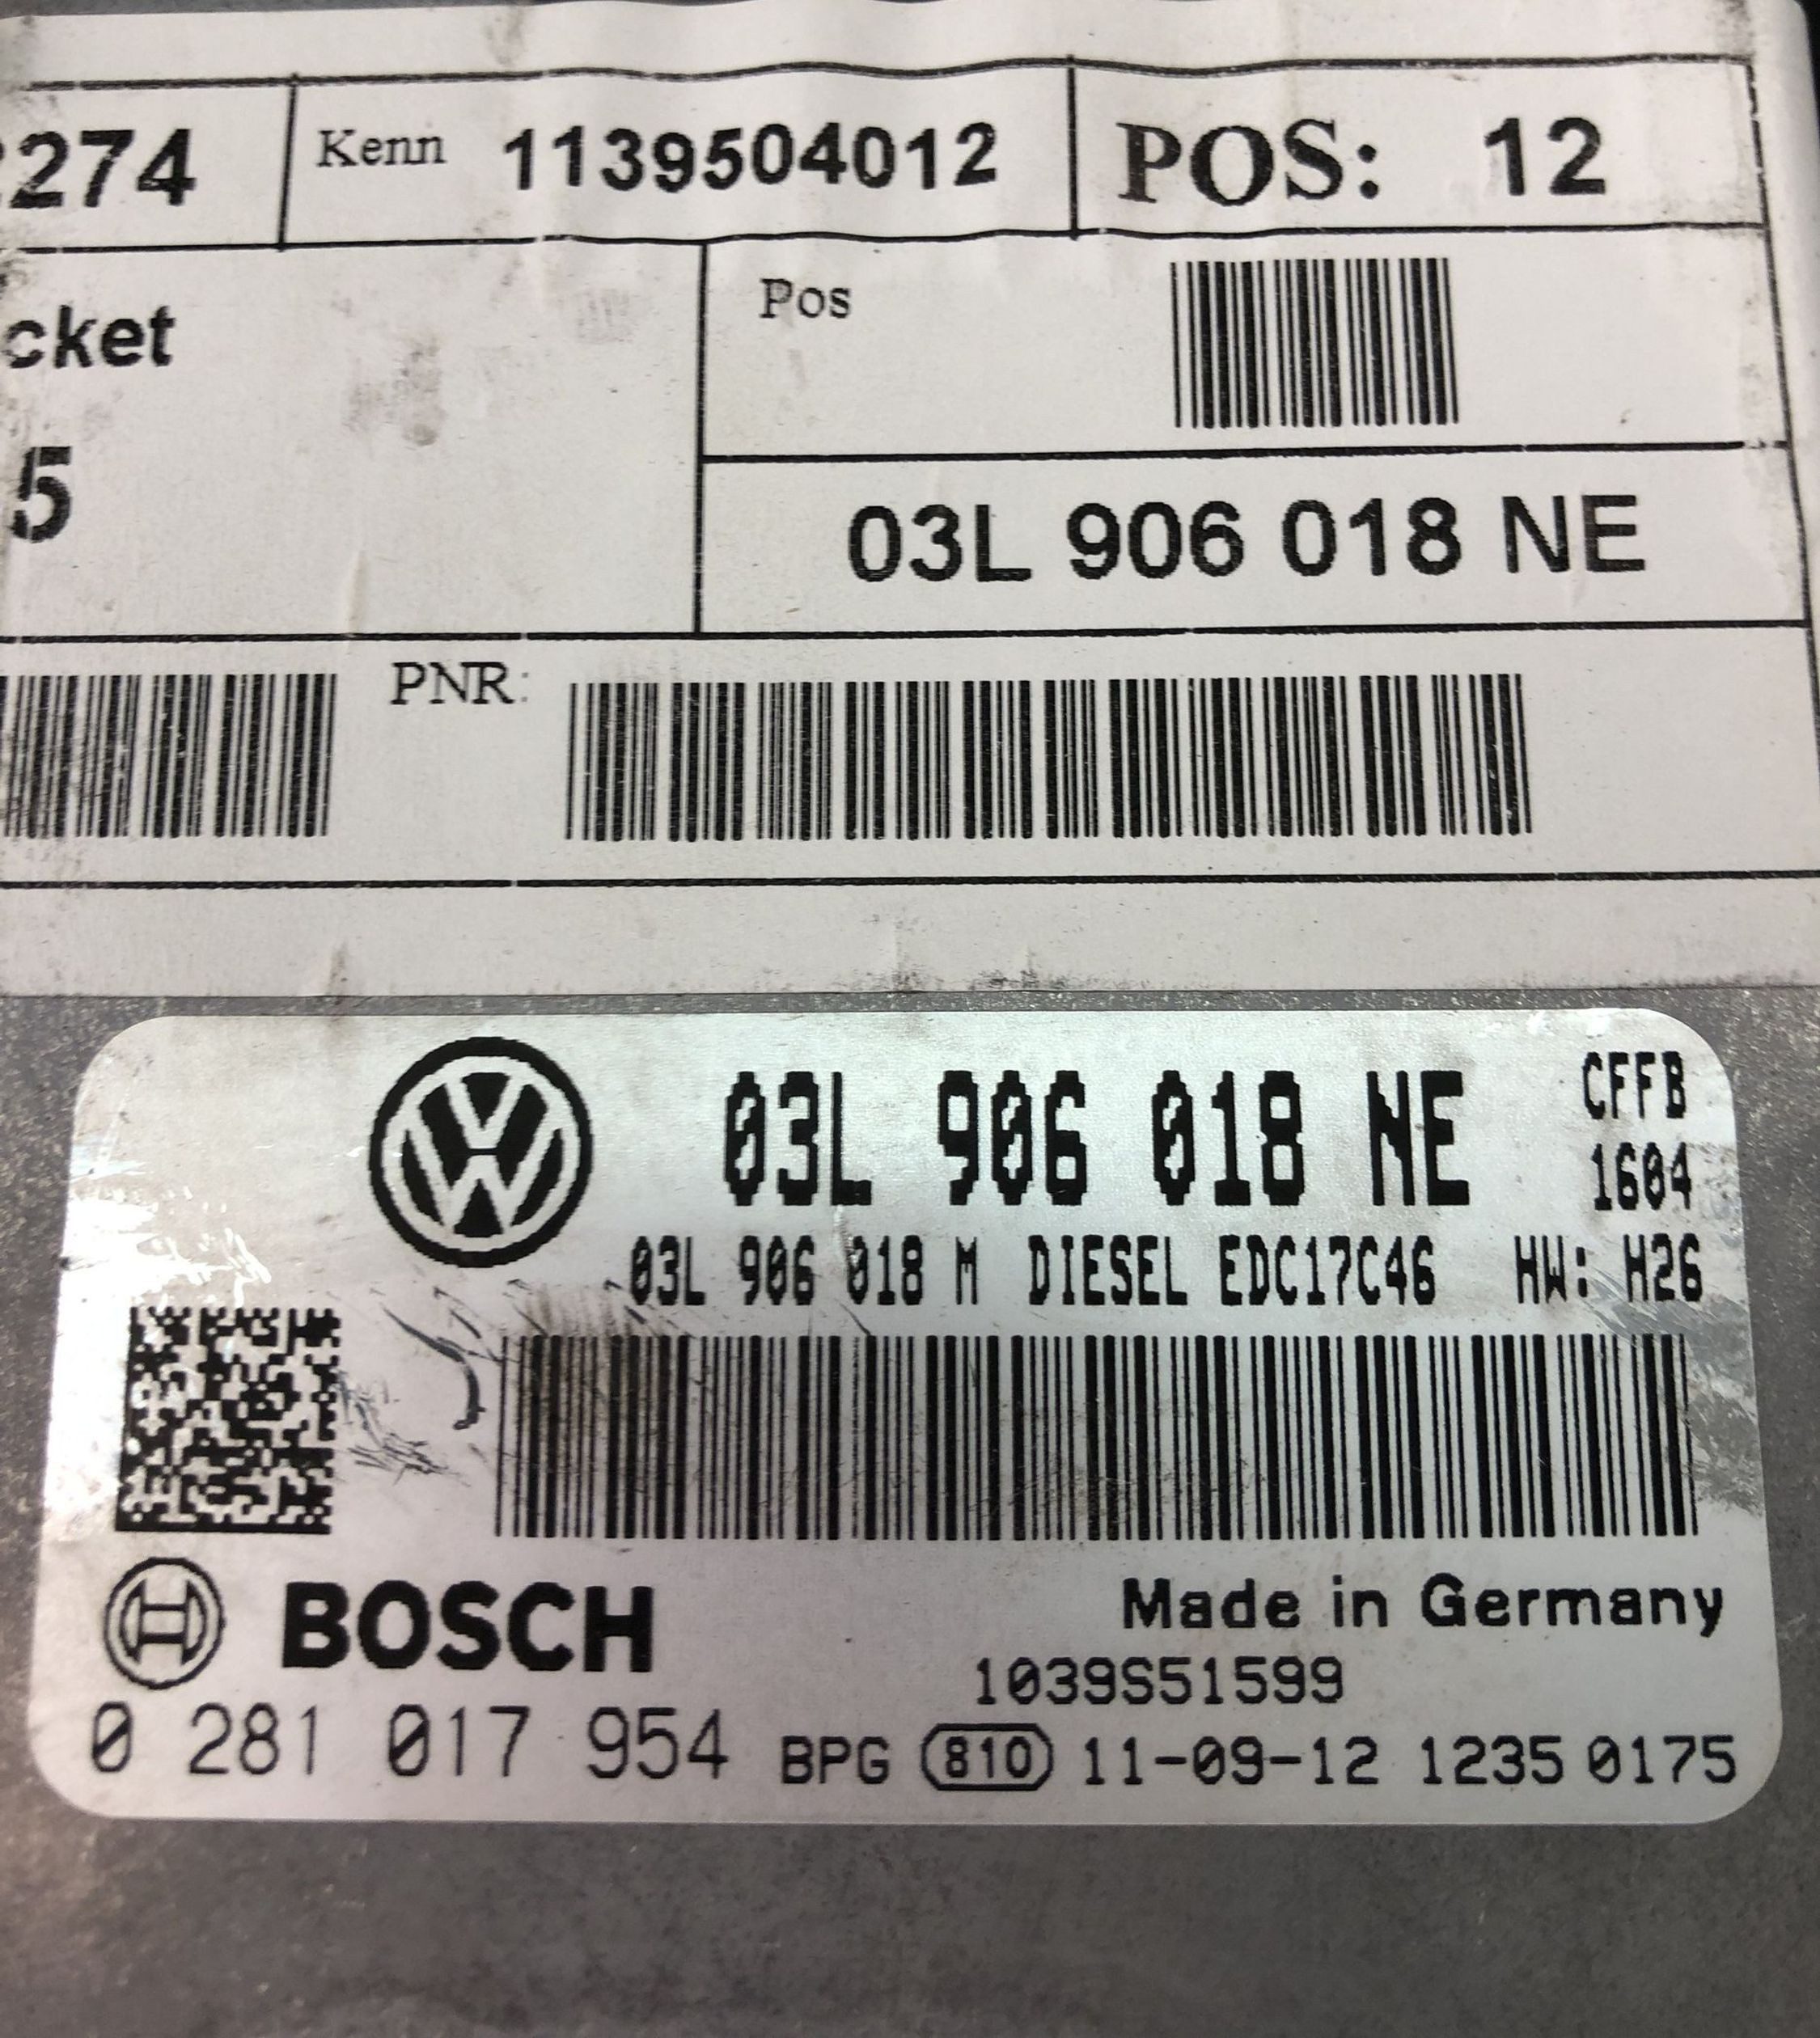 274 Kenn 1139504012 POS: 12
cket Pos
5
03L 906 018 NE
PNR:
03L 906 018 NE CFFB
1604
03L 906 018 M DIESEL EDC17C46 HW: H26
BOSCH Made in Germany
1039S51599
0 281 017 954 BPG 810 11-09-12 1235 0175